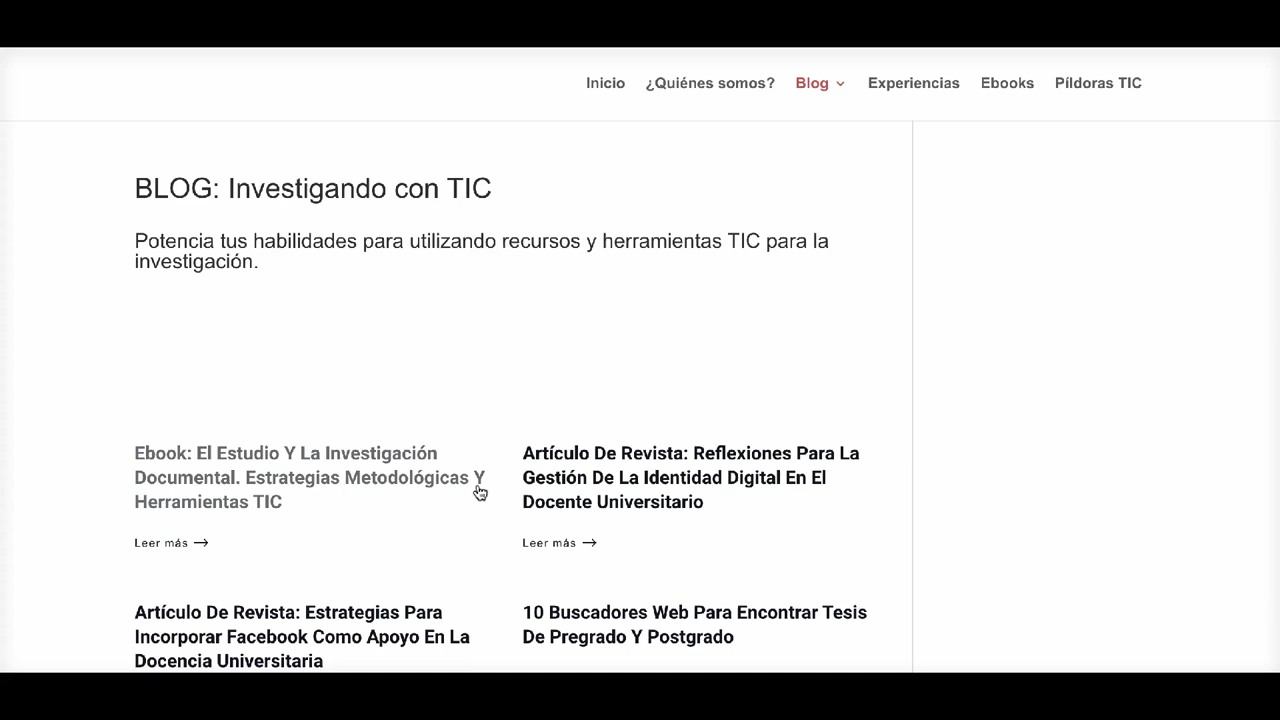 Inicio ¿Quiénes somos? Blog Experiencias Ebooks Píldoras TIC
BLOG: Investigando con TIC
Potencia tus habilidades para utilizando recursos y herramientas TIC para la
investigación.
Ebook: El Estudio Y La Investigación
Documental. Estrategias Metodológicas Y
Herramientas TIC
Leer más →
Artículo De Revista: Reflexiones Para La
Gestión De La Identidad Digital En El
Docente Universitario
Leer más →
Artículo De Revista: Estrategias Para
Incorporar Facebook Como Apoyo En La
Docencia Universitaria
10 Buscadores Web Para Encontrar Tesis
De Pregrado Y Postgrado